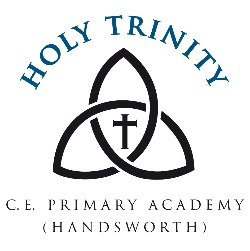 HOLY TRINITY
C.E. PRIMARY ACADEMY
(HANDSWORTH)